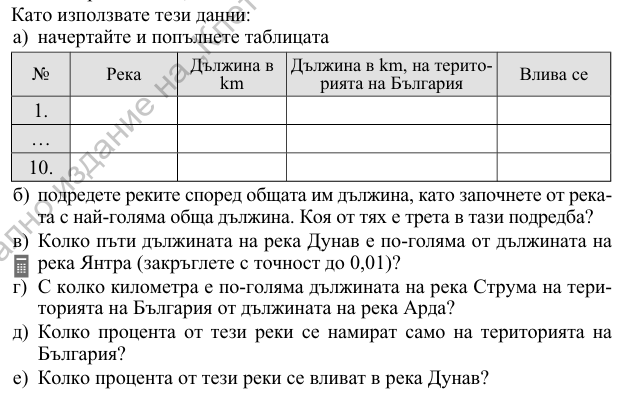 Като използвате тези данни:
а) начертайте и попълнете таблицата
№ Река Дължина в km Дължина в km, на територията на България Влива се
1.
…
10.
б) подредете реките според общата им дължина, като започнете от река-
та с най-голяма обща дължина. Коя от тях е трета в тази подредба?
в) Колко пъти дължината на река Дунав е по-голяма от дължината на
река Янтра (закръглете с точност до 0,01)?
г) С колко километра е по-голяма дължината на река Струма на тери-
торията на България от дължината на река Арда?
д) Колко процента от тези реки се намират само на територията на
България?
е) Колко процента от тези реки се вливат в река Дунав?